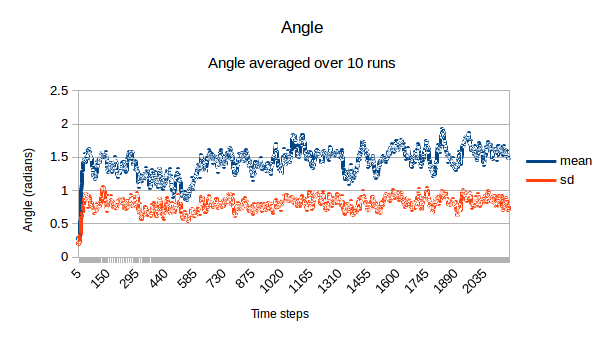 Angle
Angle averaged over 10 runs
Angle (radians)
2.5
2
1.5
1
0.5
0
mean
sd
5 150 295 440 585 730 875 1020 1165 1310 1455 1600 1745 1890 2035
Time steps